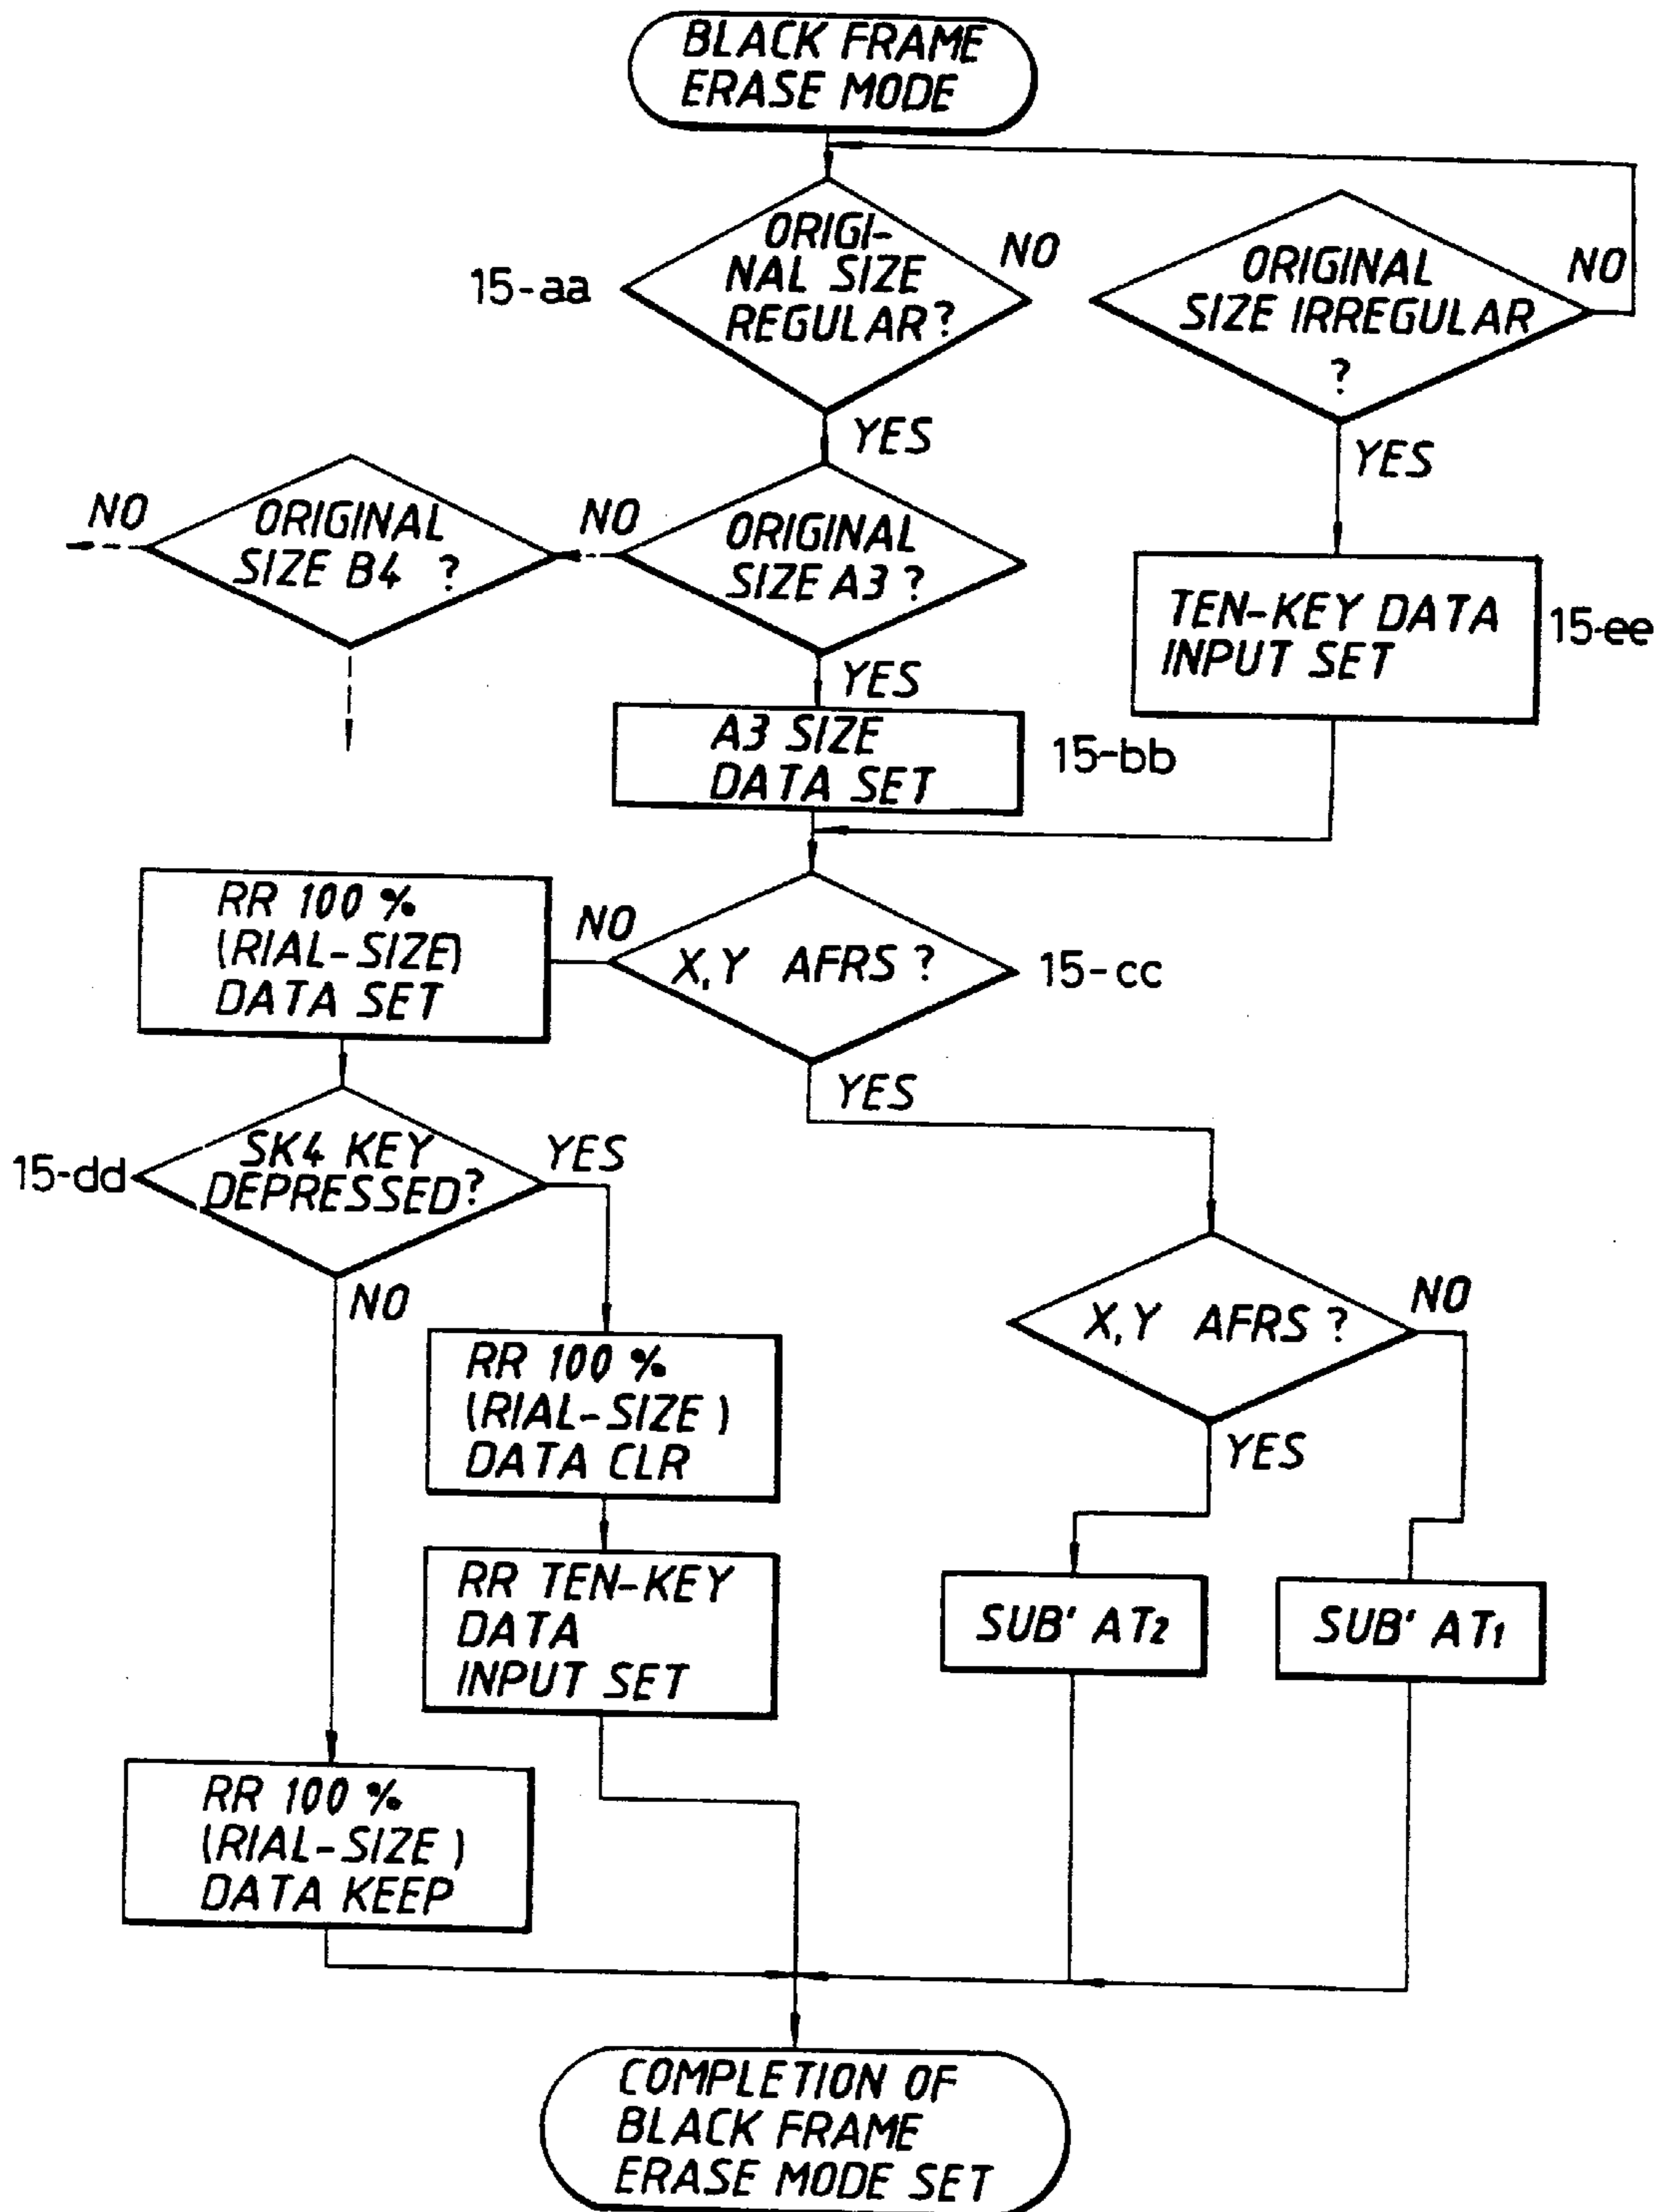 BLACK FRAME
ERASE MODE
15-aa
ORIGI-
NAL SIZE
REGULAR?
NO
ORIGINAL
SIZE IRREGULAR
?
NO
YES
YES
NO
ORIGINAL
SIZE B4 ?
NO
ORIGINAL
SIZE A3 ?
TEN-KEY DATA
INPUT SET
15-ee
YES
A3 SIZE
DATA SET
15-bb
RR 100 %
(RIAL-SIZE)
DATA SET
NO
X,Y AFRS ?
15-cc
YES
15-dd
SK4 KEY
DEPRESSED?
YES
NO
X,Y AFRS ?
NO
YES
RR 100 %
(RIAL-SIZE)
DATA CLR
RR TEN-KEY
DATA
INPUT SET
SUB' AT2
SUB' AT1
RR 100 %
(RIAL-SIZE)
DATA KEEP
COMPLETION OF
BLACK FRAME
ERASE MODE SET